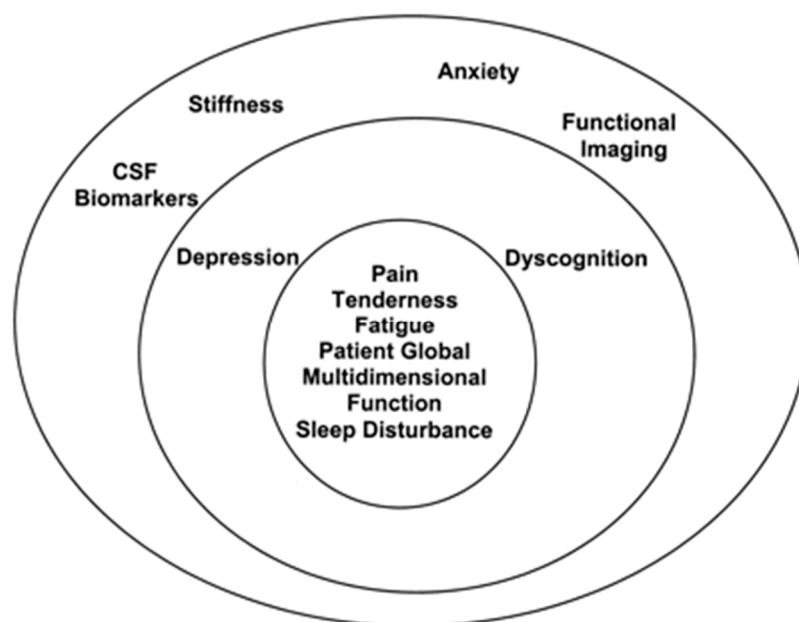 Anxiety
Stiffness
Functional
Imaging
CSF
Biomarkers
Depression
Dyscognition
Pain
Tenderness
Fatigue
Patient Global
Multidimensional
Function
Sleep Disturbance